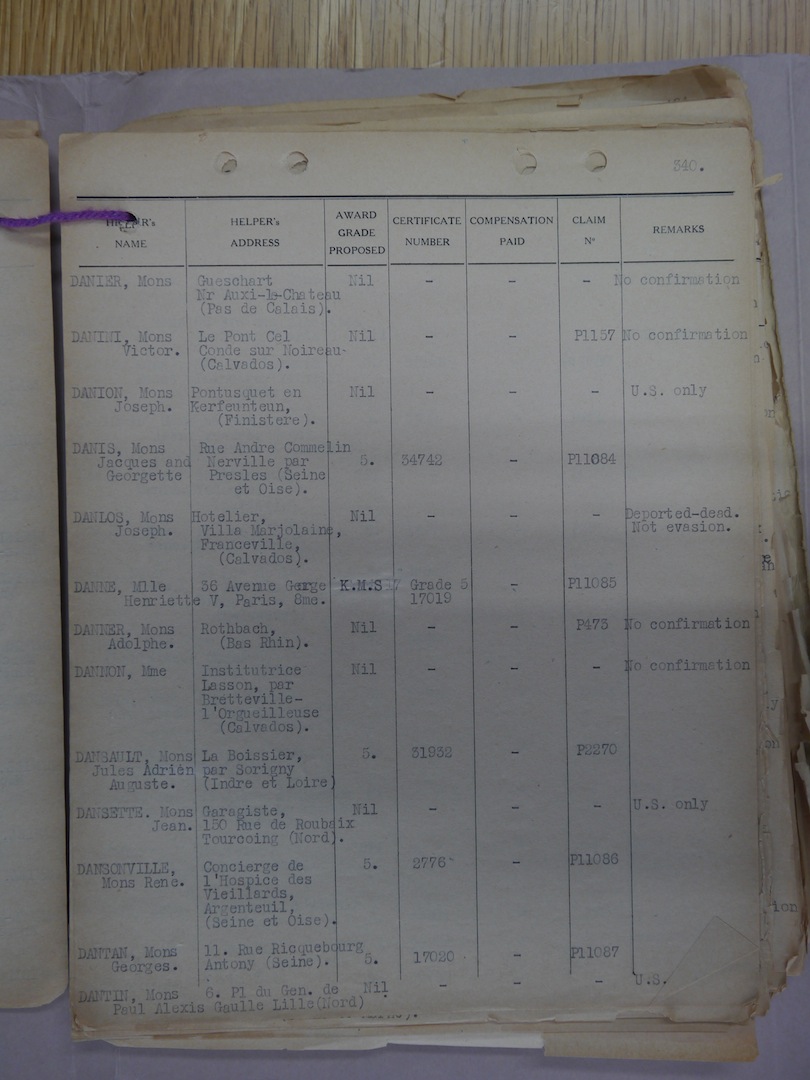 340.
HELPER's NAME HELPER's ADDRESS AWARD GRADE PROPOSED CERTIFICATE NUMBER COMPENSATION PAID CLAIM Nº REMARKS
DANIER, Mons Gueschart Nil - - - No confirmation
Nr Auxi-le-Chateau
(Pas de Calais).
DANINI, Mons Le Pont Cel Nil - - P1157 No confirmation
Victor. Conde sur Noireau-
(Calvados).
DANION, Mons Pontusquet en Nil - - - U.S. only
Joseph. Kerfeunteun,
(Finistere).
DANIS, Mons Rue Andre Commelin
Jacques and Nerville par 5. 34742 - P11084
Georgette Presles (Seine
et Oise).
DANLOS, Mons Hotelier, Nil - - - Deported-dead.
Joseph. Villa Marjolaine, Not evasion.
Franceville,
(Calvados).
DANNE, Mlle 36 Avenue Gerge K.M.S Grade 5 - P11085
Henriette V, Paris, 8me. 17019
DANNER, Mons Rothbach, Nil - - P473 No confirmation
Adolphe. (Bas Rhin).
DANNON, Mme Institutrice Nil - - - No confirmation
Lasson, par
Bretteville-
l'Orgueilleuse
(Calvados).
DANSAULT, Mons La Boissier, 5. 31932 - P2270
Jules Adrien par Sorigny
Auguste. (Indre et Loire)
DANSETTE. Mons Garagiste, Nil - - - U.S. only
Jean. 150 Rue de Roubaix
Tourcoing (Nord).
DANSONVILLE, Concierge de 5. 2776 - P11086
Mons Rene. l'Hospice des
Vieillards,
Argenteuil,
(Seine et Oise).
DANTAN, Mons 11. Rue Ricquebourg 5. 17020 - P11087
Georges. Antony (Seine).
DANTIN, Mons 6. Pl du Gen. de Nil - - - U.S.
Paul Alexis Gaulle Lille(Nord)